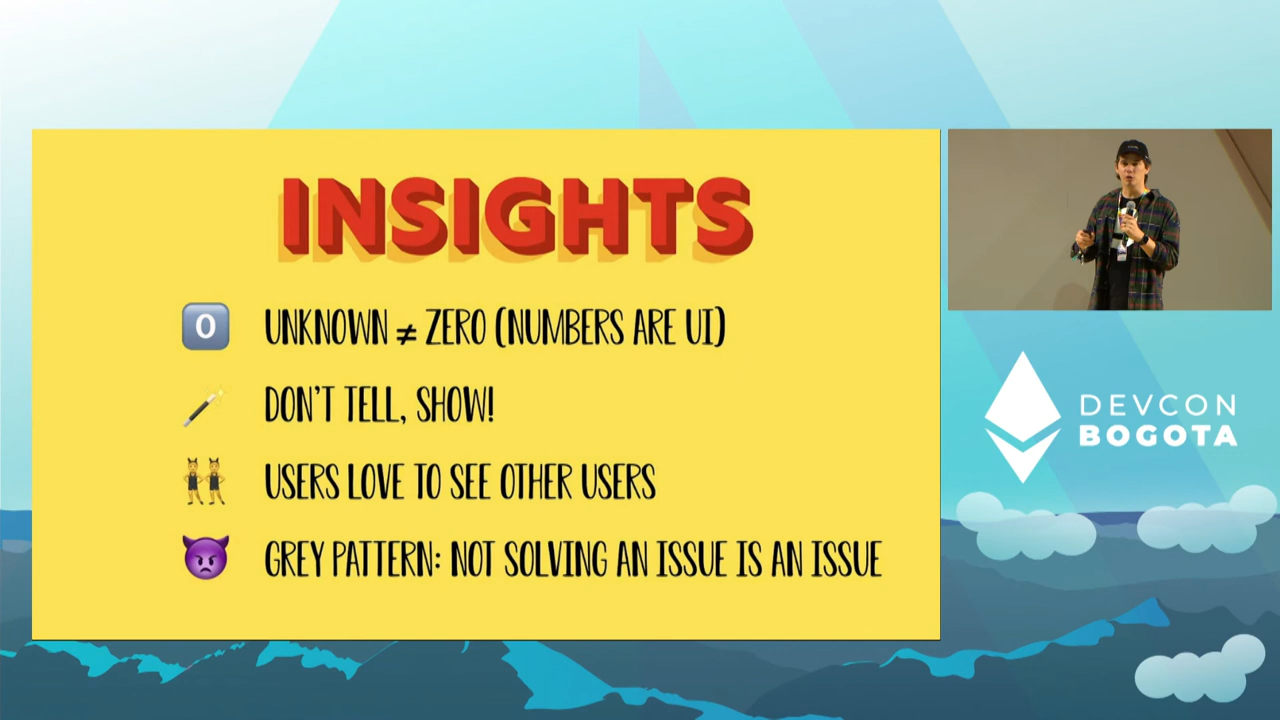 INSIGHTS
0 UNKNOWN ≠ ZERO (NUMBERS ARE UI)
DON'T TELL, SHOW!
USERS LOVE TO SEE OTHER USERS
GREY PATTERN: NOT SOLVING AN ISSUE IS AN ISSUE
DEVCON
BOGOTA